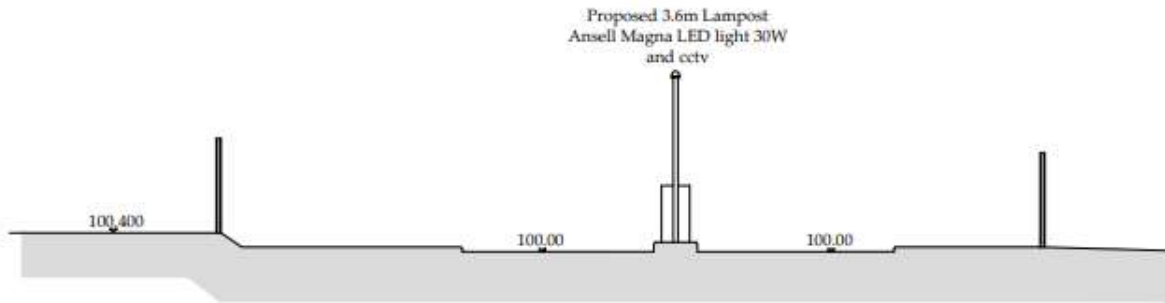 Proposed 3.6m Lampost
Ansell Magna LED light 30W
and cctv
100.400
100.00
100.00